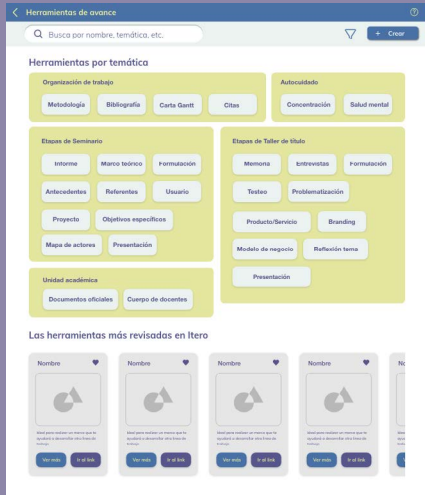 Herramientas de avance
Busca por nombre, temática, etc.
+ Crear
Herramientas por temática
Organización de trabajo
Metodología Bibliografía Carta Gantt Citas
Autocuidado
Concentración Salud mental
Etapas de Seminario
Informe Marco teórico Formulación
Antecedentes Referentes Usuario
Proyecto Objetivos específicos
Mapa de actores Presentación
Etapas de Taller de título
Memoria Entrevistas Formulación
Testeo Problematización
Producto/Servicio Branding
Modelo de negocio Reflexión tema
Presentación
Unidad académica
Documentos oficiales Cuerpo de docentes
Las herramientas más revisadas en Itero
Nombre Nombre Nombre Nombre
Ver más Ir al link Ver más Ir al link Ver más Ir al link Ver más Ir al link